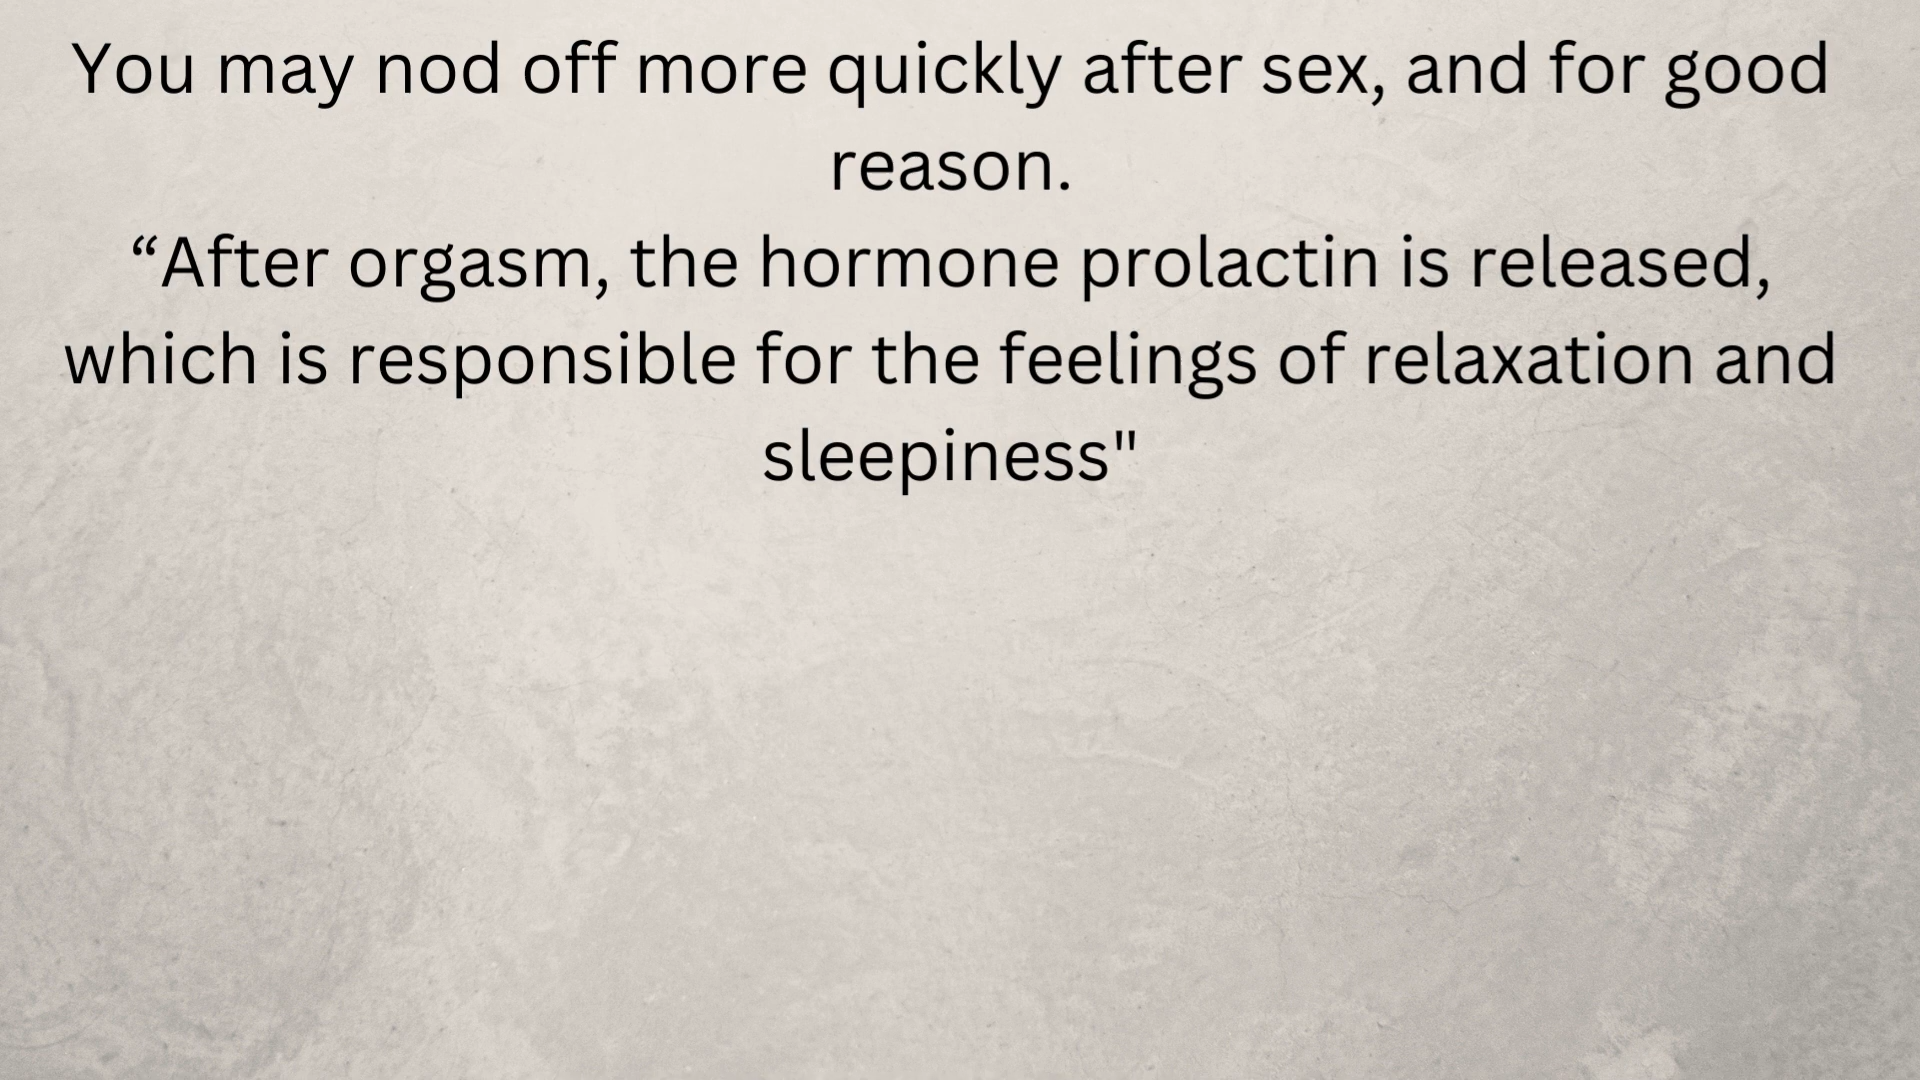 You may nod off more quickly after sex, and for good
reason.
“After orgasm, the hormone prolactin is released,
which is responsible for the feelings of relaxation and
sleepiness"